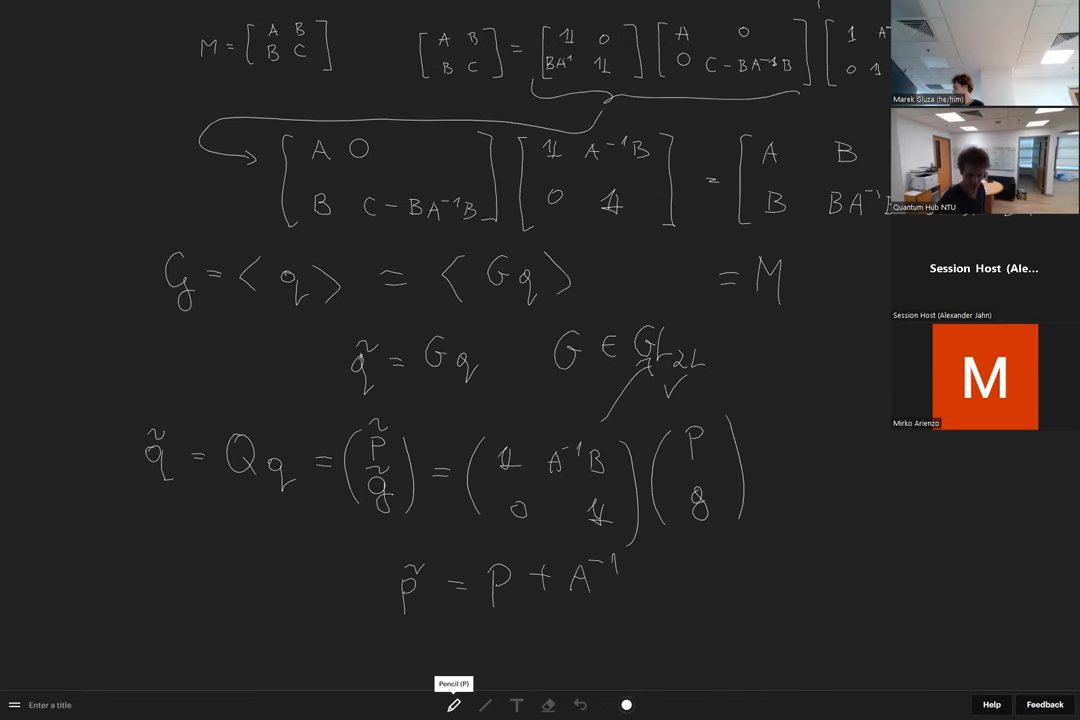 M = [ A B ; B C ]
[ A B ; B C ] = [ 𝟙 0 ; BA⁻¹ 𝟙 ] [ A 0 ; 0 C − BA⁻¹B ] [ 𝟙 A⁻ ; 0 𝟙
Marek Gluza (he/him)
[ A 0 ; B C − BA⁻¹B ] [ 𝟙 A⁻¹B ; 0 𝟙 ] = [ A B ; B BA⁻¹
Quantum Hub NTU
G = < q > = < Gq > = M
Session Host (Ale...
Session Host (Alexander Jahn)
q̃ = Gq G ∈ GL₂L
M
Mirko Arienzo
q̃ = Qq = ( p̃ ; q̃ ) = ( 𝟙 A⁻¹B ; 0 𝟙 ) ( p ; q )
p̃ = p + A⁻¹
Pencil (P)
Enter a title
T
Help
Feedback